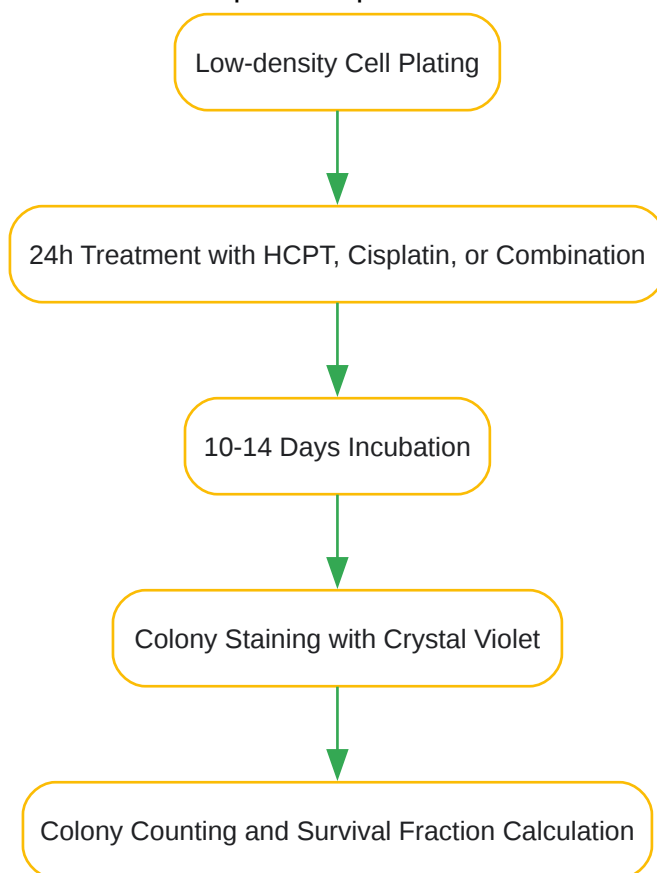 Low-density Cell Plating
24h Treatment with HCPT, Cisplatin, or Combination
10-14 Days Incubation
Colony Staining with Crystal Violet
Colony Counting and Survival Fraction Calculation